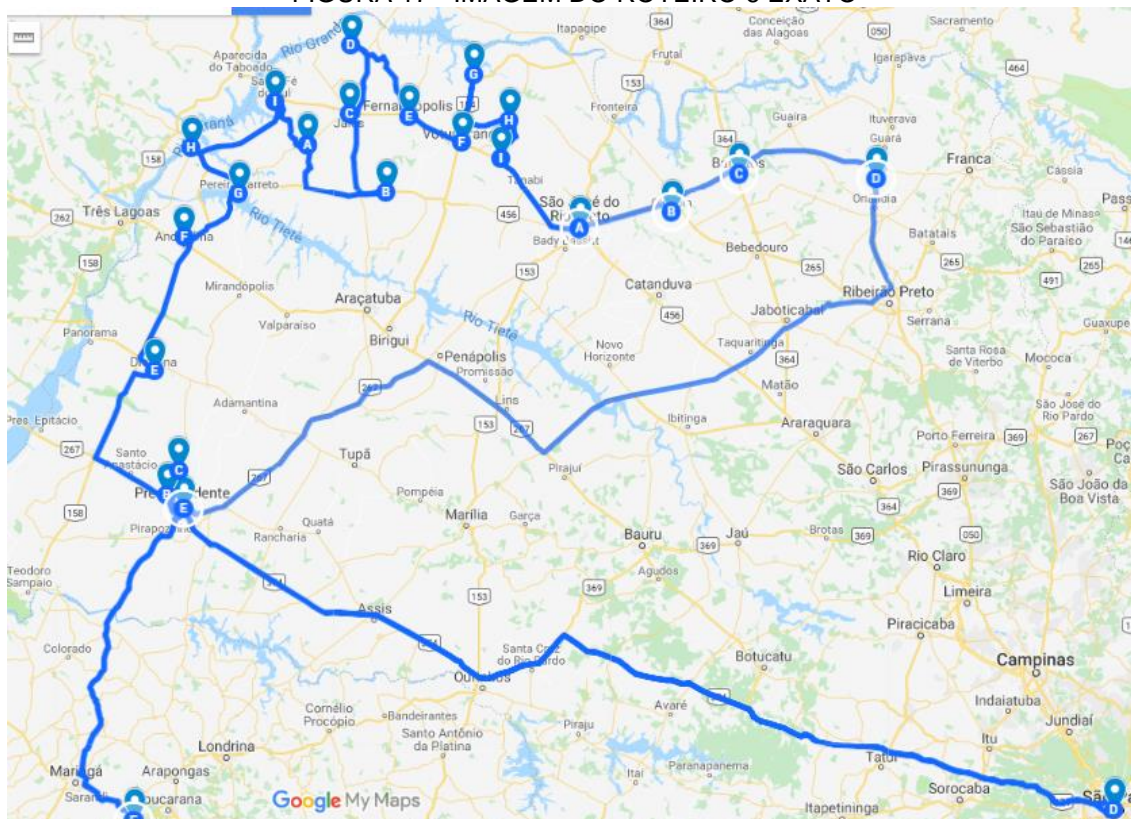 Itapagipe
Conceição
das Alagoas
Sacramento
Rio Grande
Aparecida
do Taboado
Frutal
Igarapava
Fronteira
Guaíra
Ituverava
Guará
Franca
Cássia
Fernandópolis
Jales
Tanabi
Pereira Barreto
Três Lagoas
São José do
Rio Preto
Bady Bassitt
Orlândia
Batatais
Itaú de Minas
São Sebastião
do Paraíso
Rio Tietê
Bebedouro
Mirandópolis
Catanduva
Araçatuba
Jaboticabal
Ribeirão Preto
Serrana
Valparaíso
Panorama
Birigui
Rio Tietê
Novo
Horizonte
Taquaritinga
Guaxupé
Penápolis
Promissão
Santa Rosa
de Viterbo
Mococa
Matão
Adamantina
Lins
Ibitinga
Araraquara
São José do
Rio Pardo
Pres. Epitácio
Santo
Anastácio
Tupã
Pirajuí
Porto Ferreira
São Carlos
Pirassununga
São João da
Boa Vista
Pompéia
Marília
Garça
Quatá
Rancharia
Bauru
Jaú
Brotas
Rio Claro
Teodoro
Sampaio
Agudos
Limeira
Assis
Piracicaba
Colorado
Santa Cruz
do Rio Pardo
Botucatu
Campinas
Ourinhos
Avaré
Indaiatuba
Jundiaí
Cornélio
Procópio
Bandeirantes
Piraju
Santo Antônio
da Platina
Itu
Londrina
Tatuí
Maringá
Arapongas
Itaí
Paranapanema
Sorocaba
Sarandi
Apucarana
Google My Maps
Itapetininga